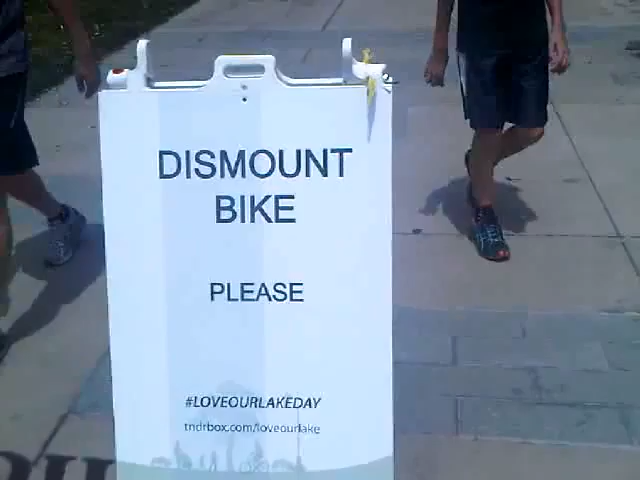 DISMOUNT
BIKE
PLEASE
#LOVEOURLAKEDAY
tndrbox.com/loveourlake